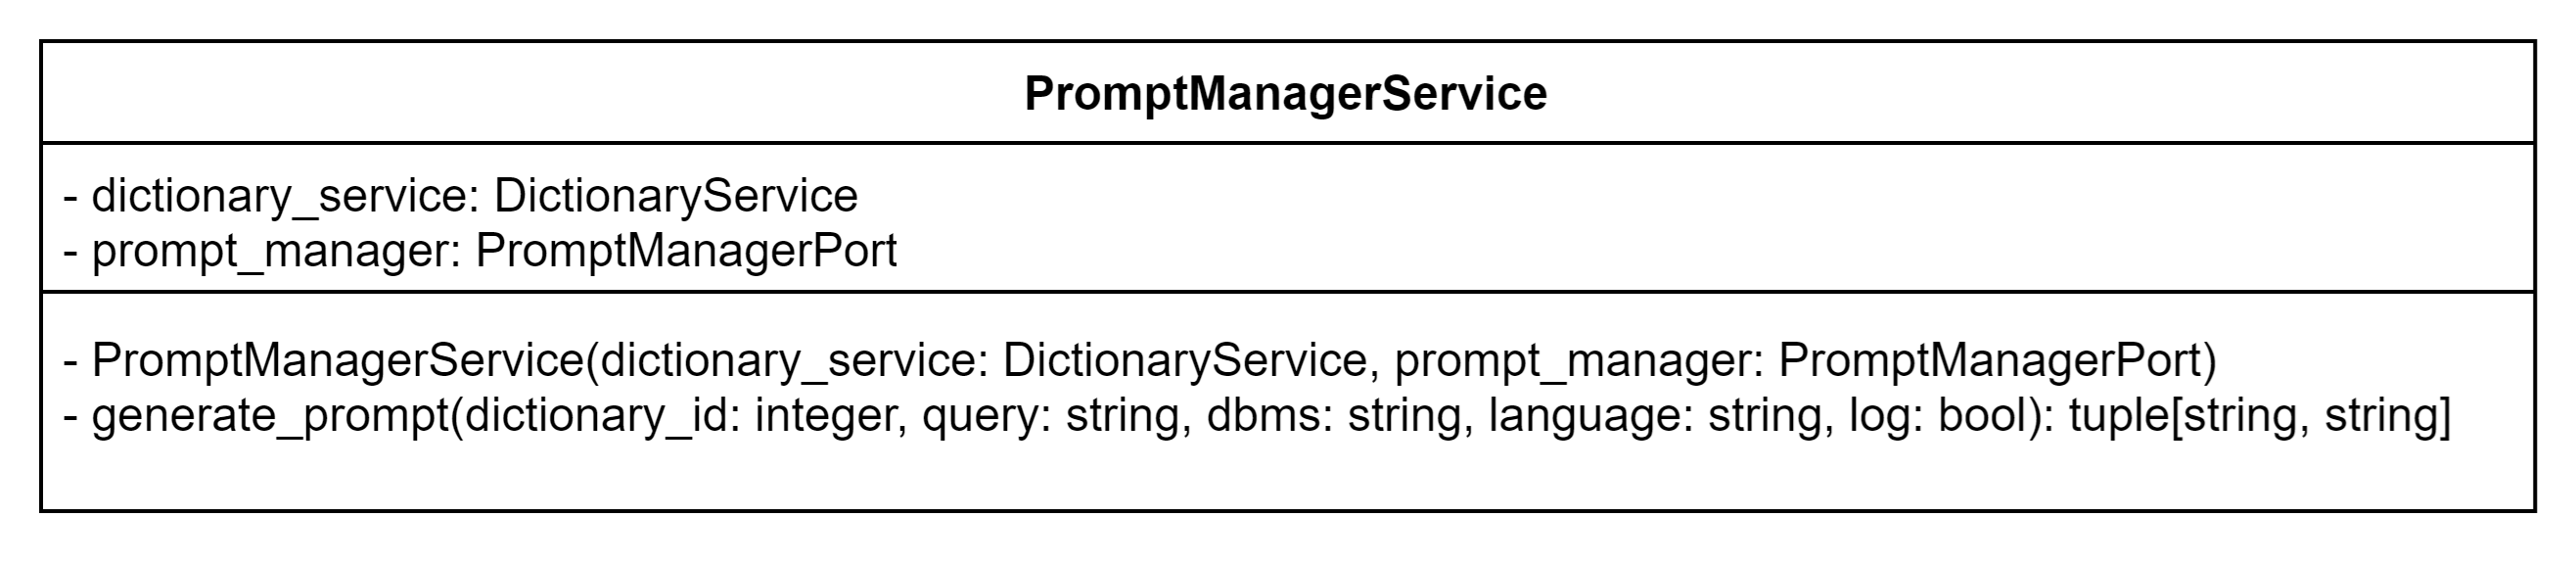 PromptManagerService
- dictionary_service: DictionaryService
- prompt_manager: PromptManagerPort
- PromptManagerService(dictionary_service: DictionaryService, prompt_manager: PromptManagerPort)
- generate_prompt(dictionary_id: integer, query: string, dbms: string, language: string, log: bool): tuple[string, string]